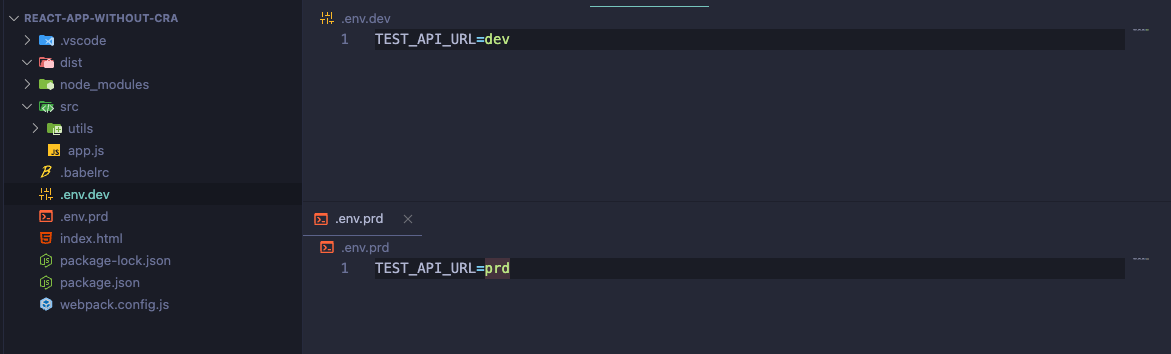 REACT-APP-WITHOUT-CRA
.vscode
dist
node_modules
src
utils
app.js
.babelrc
.env.dev
.env.prd
index.html
package-lock.json
package.json
webpack.config.js
.env.dev
1 TEST_API_URL=dev
.env.prd
.env.prd
1 TEST_API_URL=prd